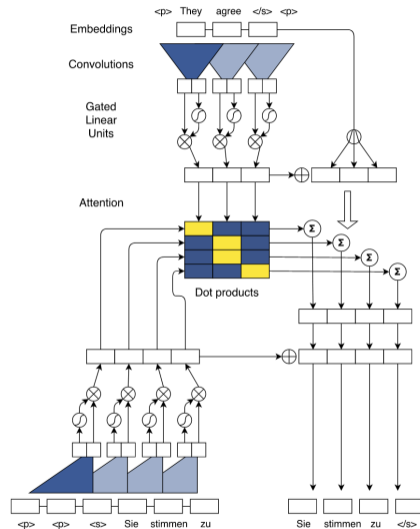 <p> They agree </s> <p>
Embeddings
Convolutions
Gated
Linear
Units
Attention
Σ
Σ
Σ
Σ
Dot products
<p> <p> <s> Sie stimmen zu
Sie stimmen zu </s>